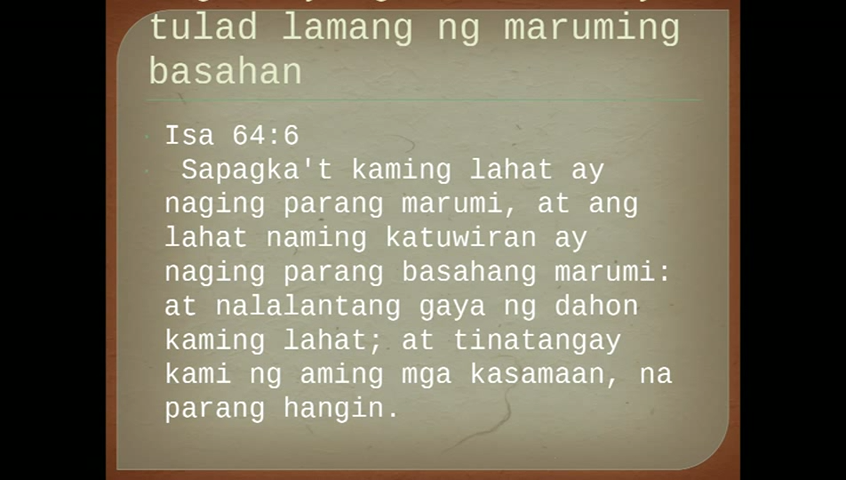 tulad lamang ng maruming
basahan
Isa 64:6
Sapagka't kaming lahat ay
naging parang marumi, at ang
lahat naming katuwiran ay
naging parang basahang marumi:
at nalalantang gaya ng dahon
kaming lahat; at tinatangay
kami ng aming mga kasamaan, na
parang hangin.